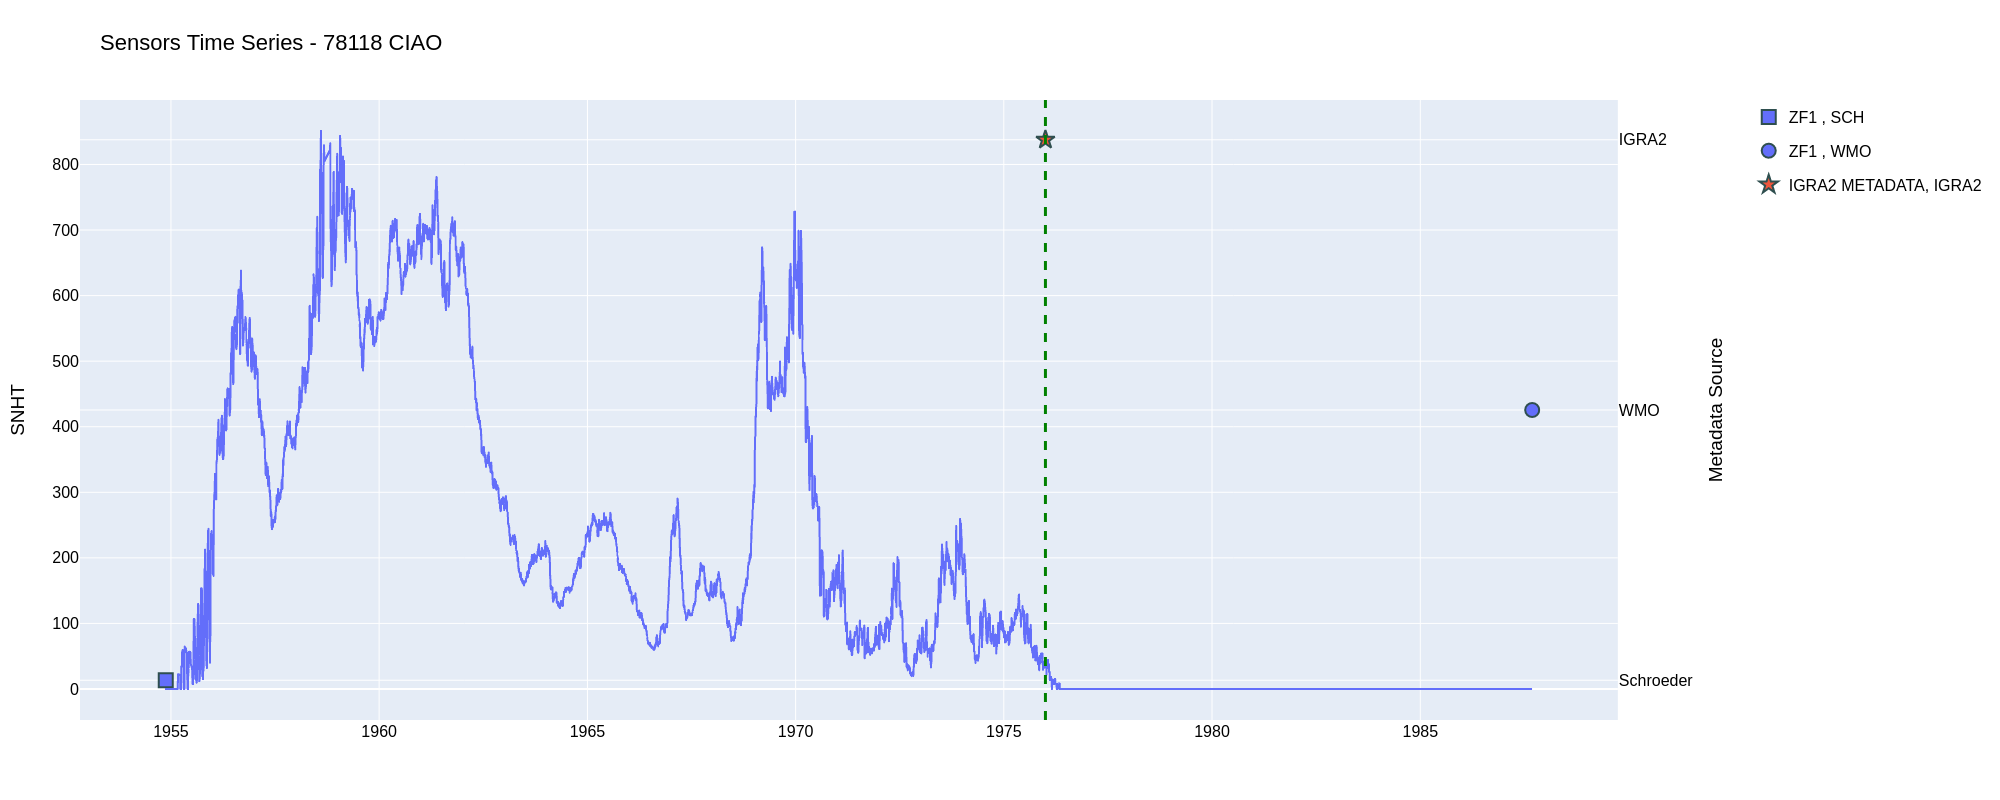 Sensors Time Series - 78118 CIAO
SNHT
800
700
600
500
400
300
200
100
0
1955
1960
1965
1970
1975
1980
1985
IGRA2
WMO
Schroeder
Metadata Source
ZF1 , SCH
ZF1 , WMO
IGRA2 METADATA, IGRA2